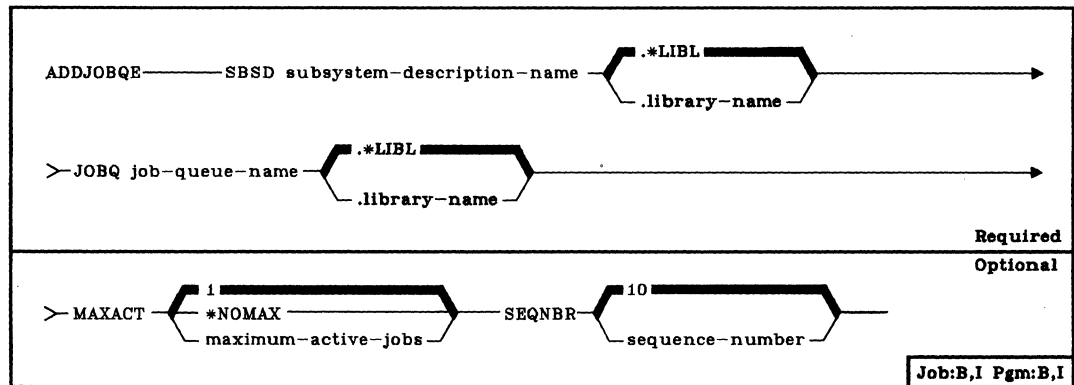 .*LIBL
ADDJOBQE SBSD subsystem-description-name
.library-name
.*LIBL
JOBQ job-queue-name
.library-name
Required
Optional
1 10
MAXACT *NOMAX SEQNBR
maximum-active-jobs sequence-number
Job:B,I Pgm:B,I